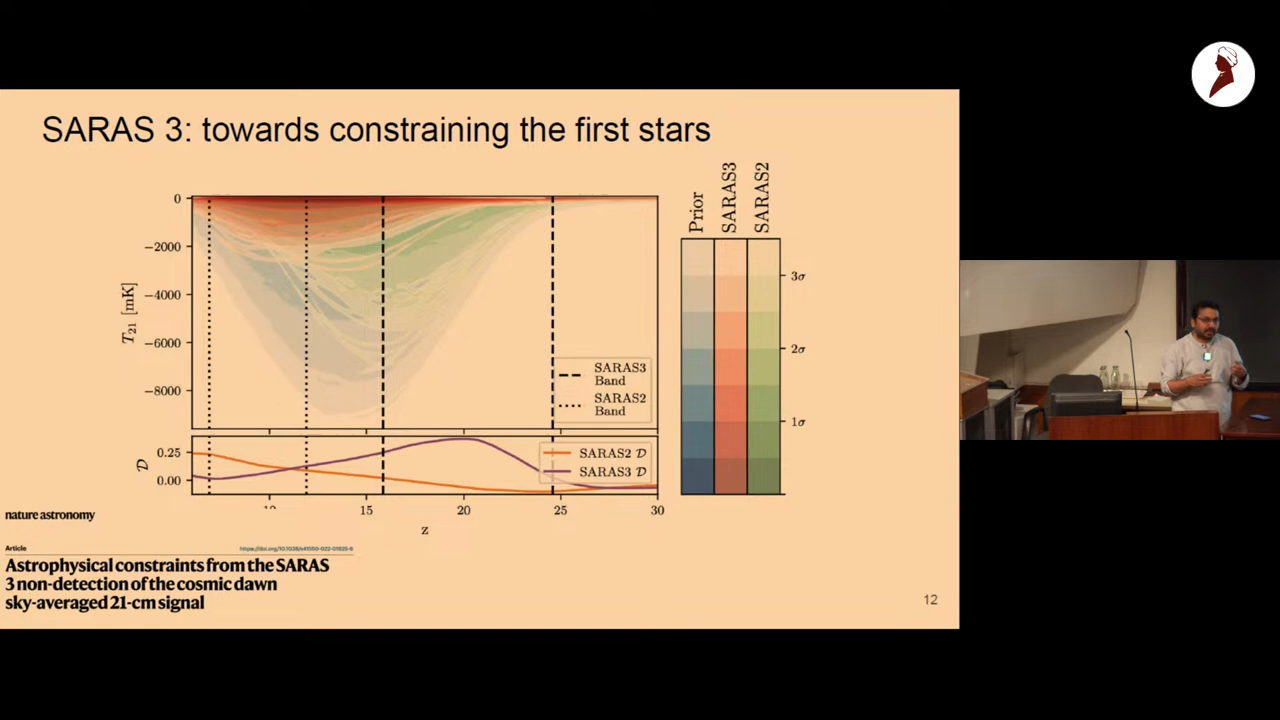 SARAS 3: towards constraining the first stars
Prior
SARAS3
SARAS2
0
−2000
−4000
−6000
−8000
T21 [mK]
SARAS3
Band
SARAS2
Band
3σ
2σ
1σ
0.25
0.00
𝒟
SARAS2 𝒟
SARAS3 𝒟
15
20
25
30
z
nature astronomy
Article
Astrophysical constraints from the SARAS
3 non-detection of the cosmic dawn
sky-averaged 21-cm signal
12